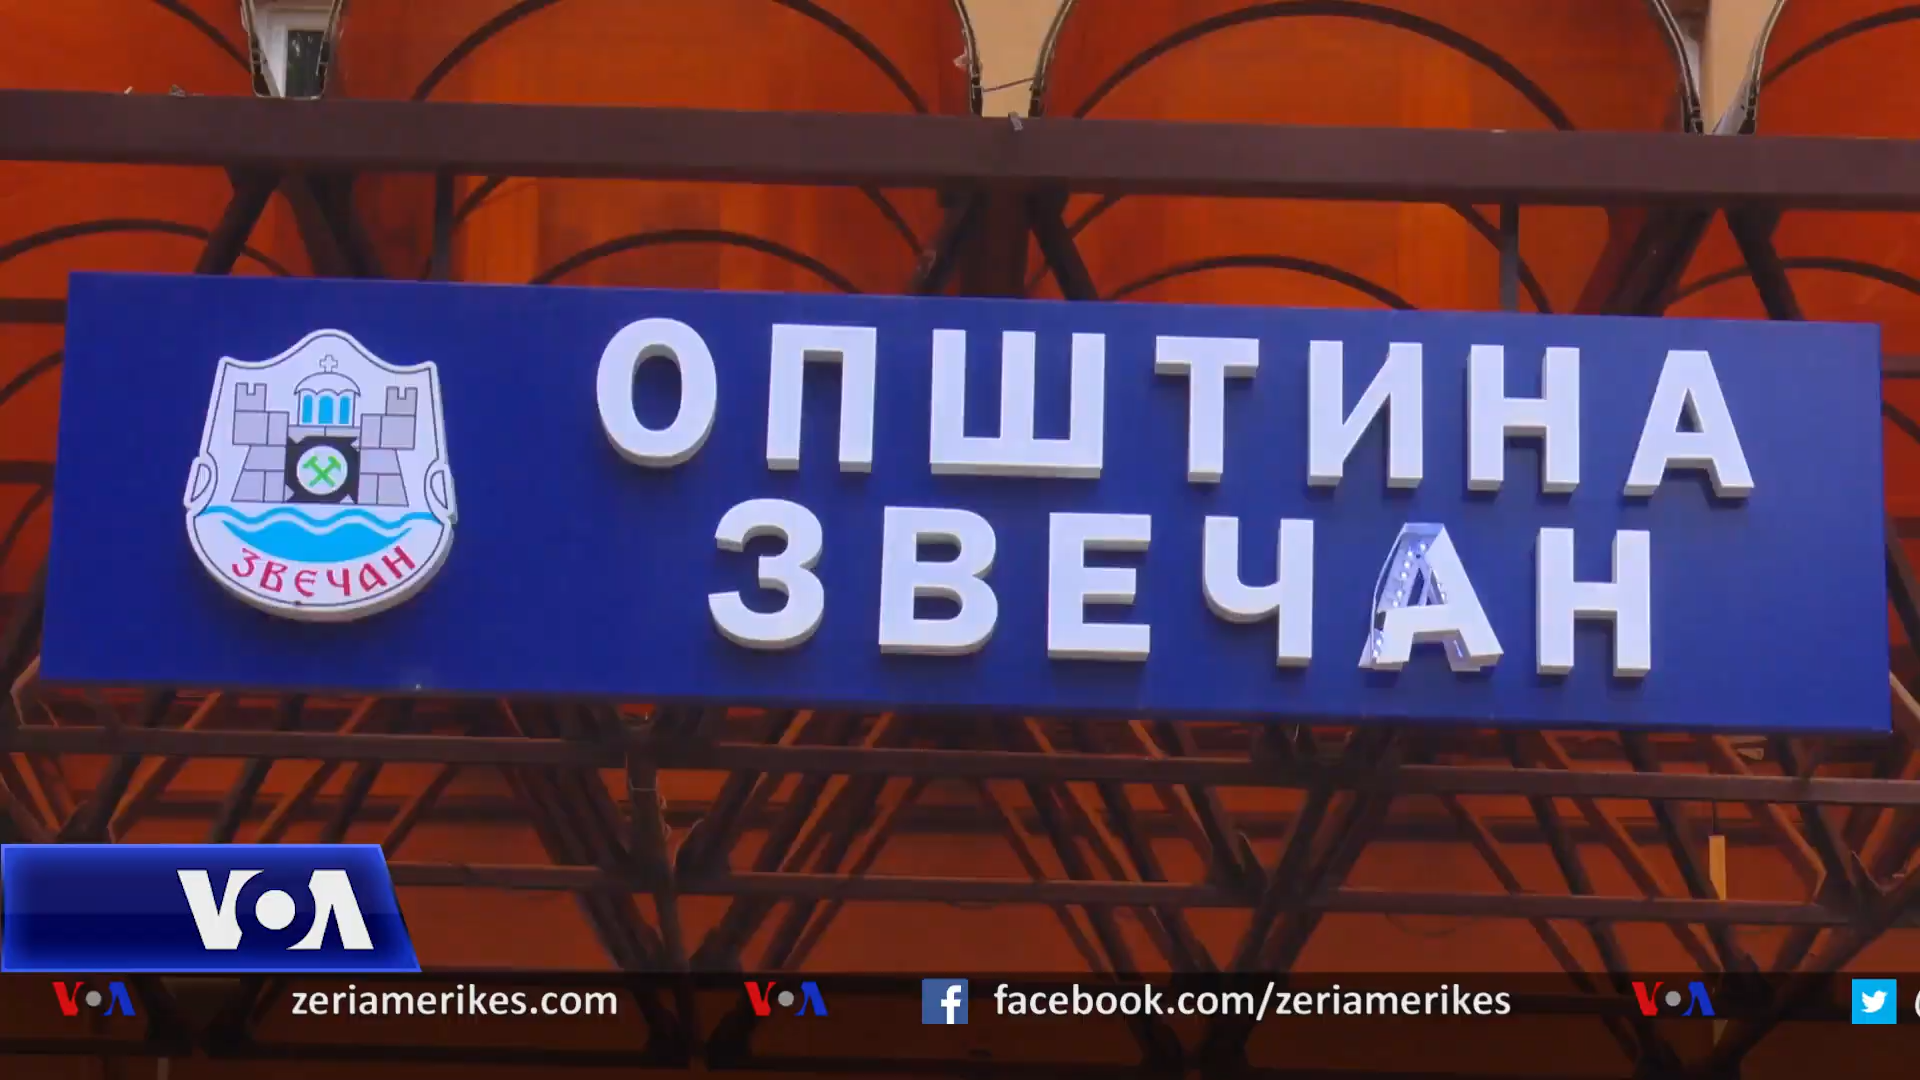 ОПШТИНА
ЗВЕЧАН
ЗВЕЧАН
VOA
VOA zeriamerikes.com VOA facebook.com/zeriamerikes VOA